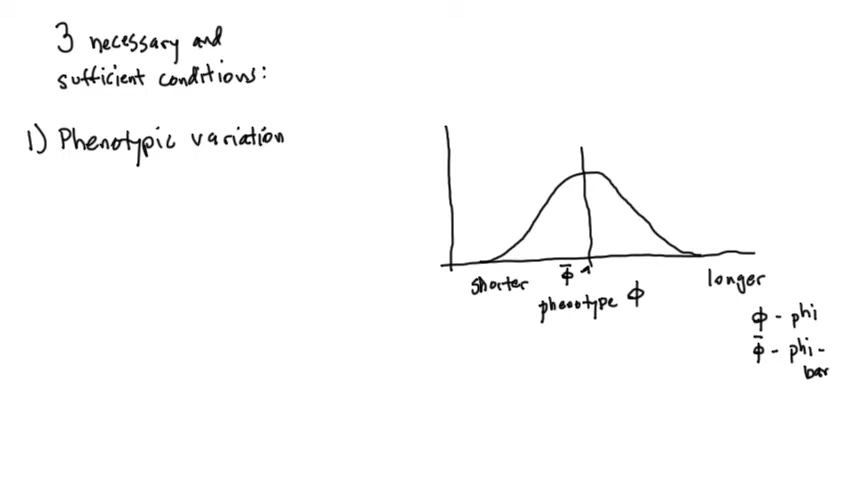 3 necessary and
sufficient conditions:
1) Phenotypic variation
shorter
ϕ̄
longer
phenotype ϕ
ϕ - phi
ϕ̄ - phi-
bar